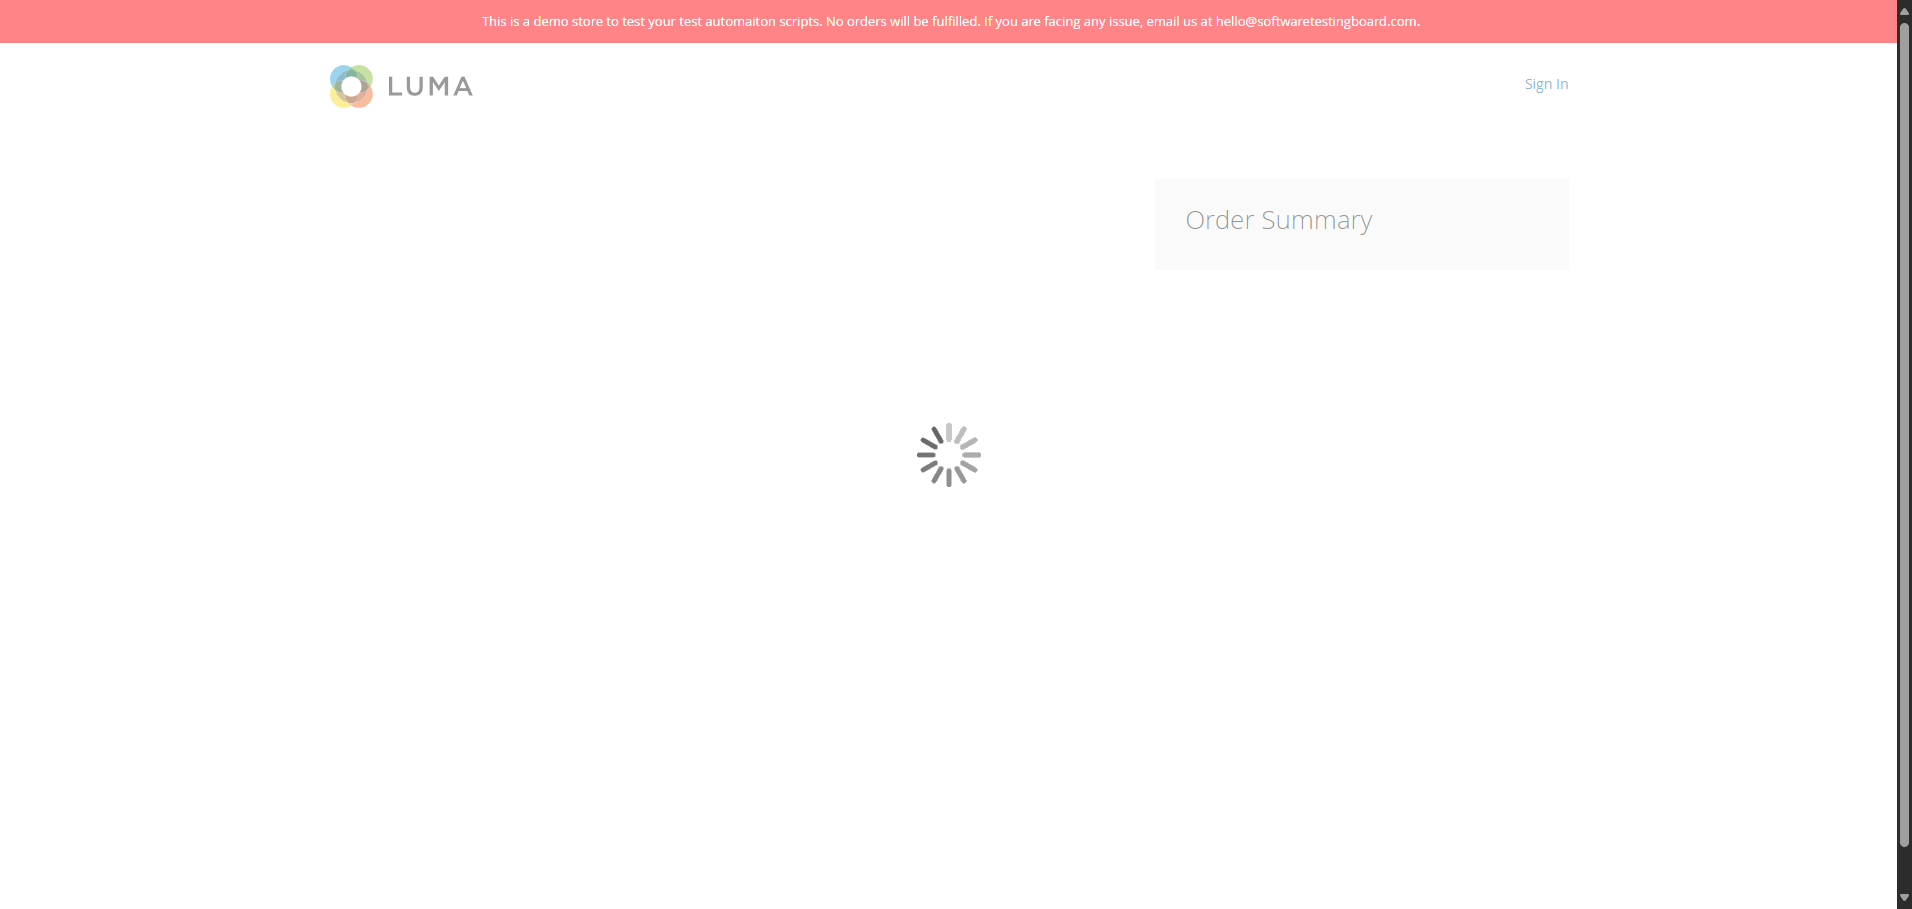 This is a demo store to test your test automaiton scripts. No orders will be fulfilled. If you are facing any issue, email us at hello@softwaretestingboard.com.
LUMA
Sign In
Order Summary